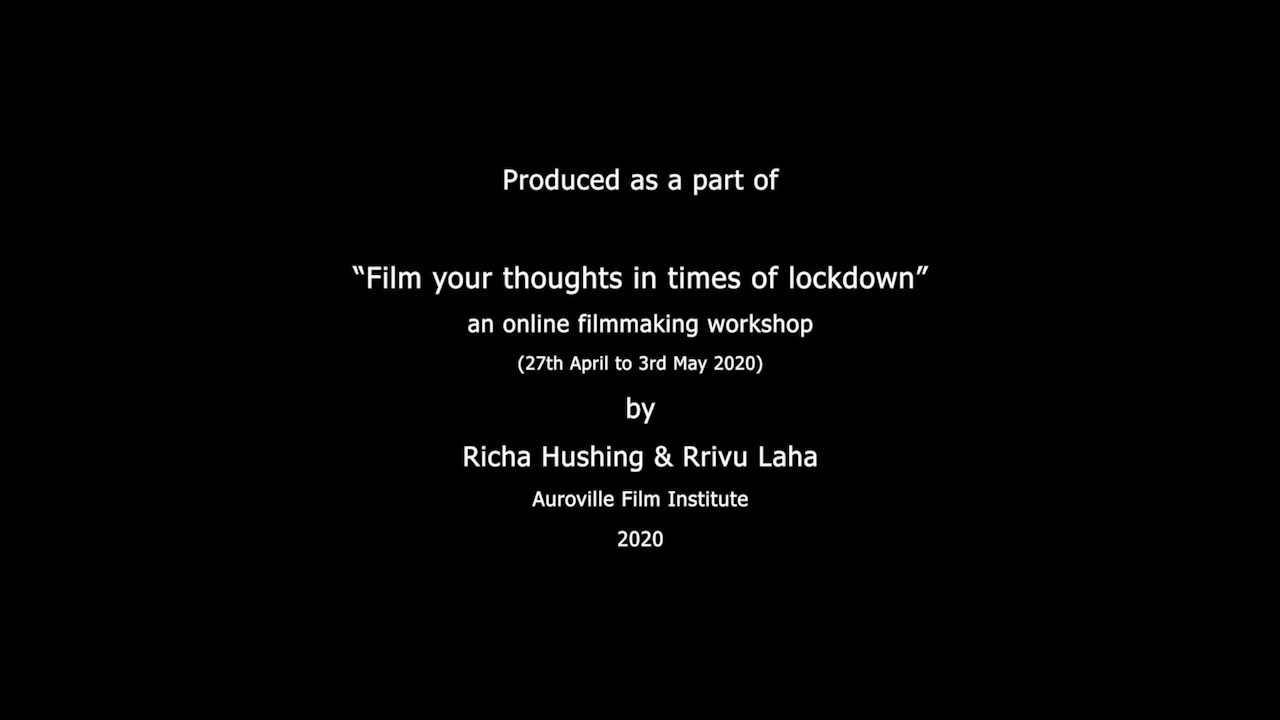 Produced as a part of
“Film your thoughts in times of lockdown”
an online filmmaking workshop
(27th April to 3rd May 2020)
by
Richa Hushing & Rrivu Laha
Auroville Film Institute
2020